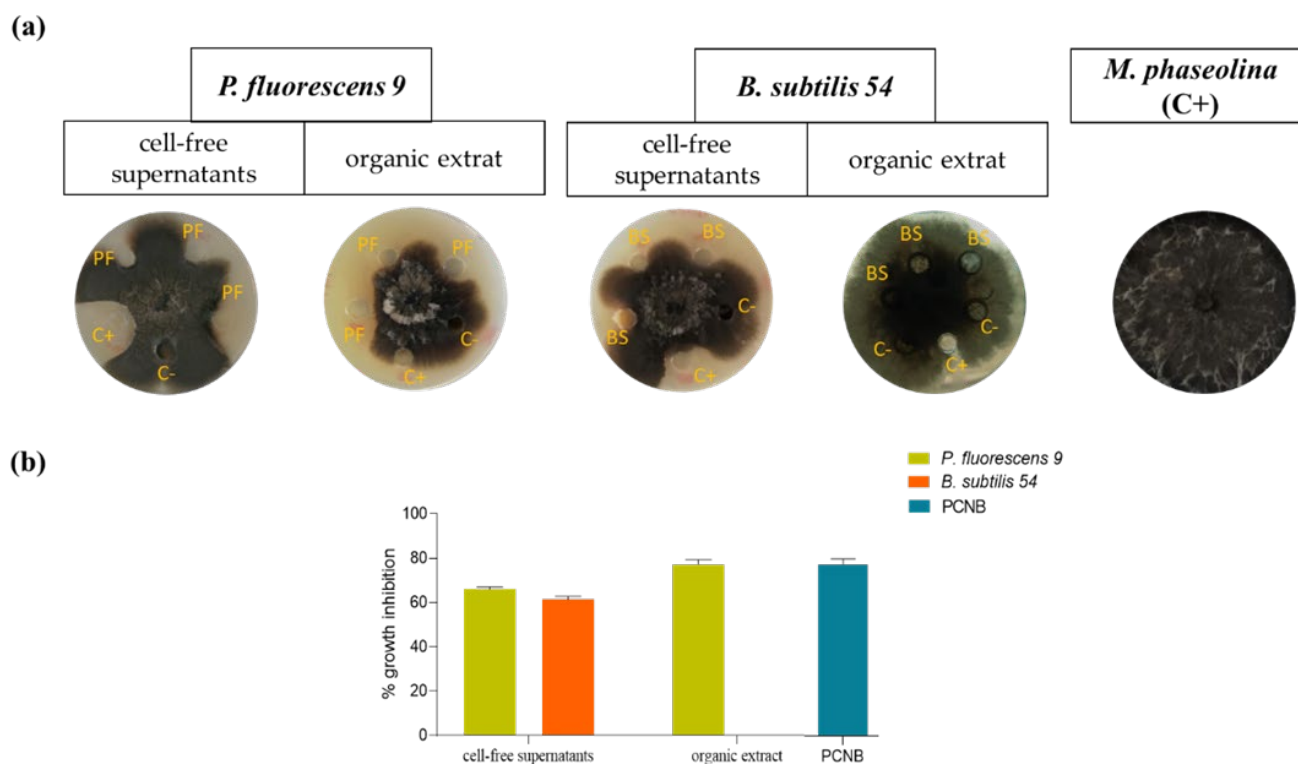 (a)
P. fluorescens 9
B. subtilis 54
M. phaseolina
(C+)
cell-free
supernatants
organic extrat
cell-free
supernatants
organic extrat
PF
PF
PF
C+
C-
PF
PF
PF
C-
C+
BS
BS
C-
BS
C+
BS
BS
BS
C-
C-
C+
(b)
P. fluorescens 9
B. subtilis 54
PCNB
% growth inhibition
100
80
60
40
20
0
cell-free supernatants
organic extract
PCNB